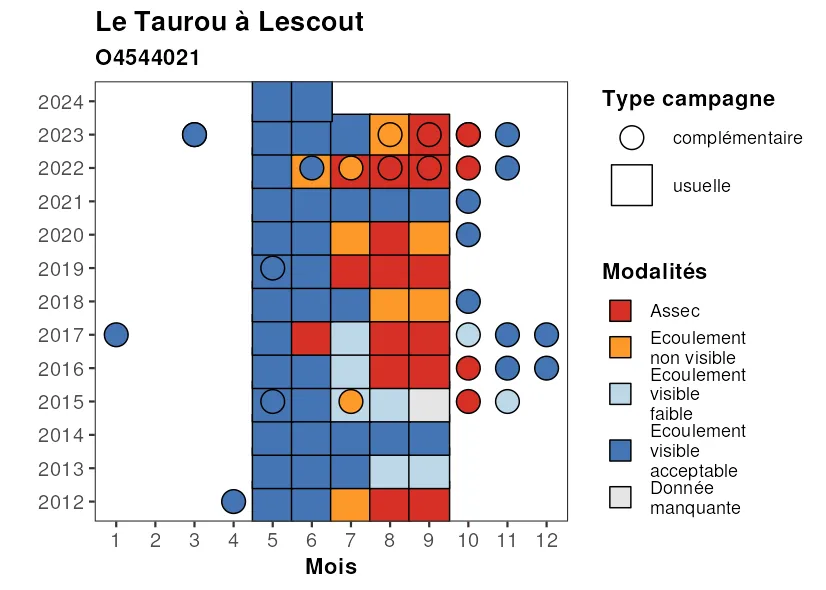 Le Taurou à Lescout
O4544021
2024
2023
2022
2021
2020
2019
2018
2017
2016
2015
2014
2013
2012
1 2 3 4 5 6 7 8 9 10 11 12
Mois
Type campagne
complémentaire
usuelle
Modalités
Assec
Ecoulement
non visible
Ecoulement
visible
faible
Ecoulement
visible
acceptable
Donnée
manquante